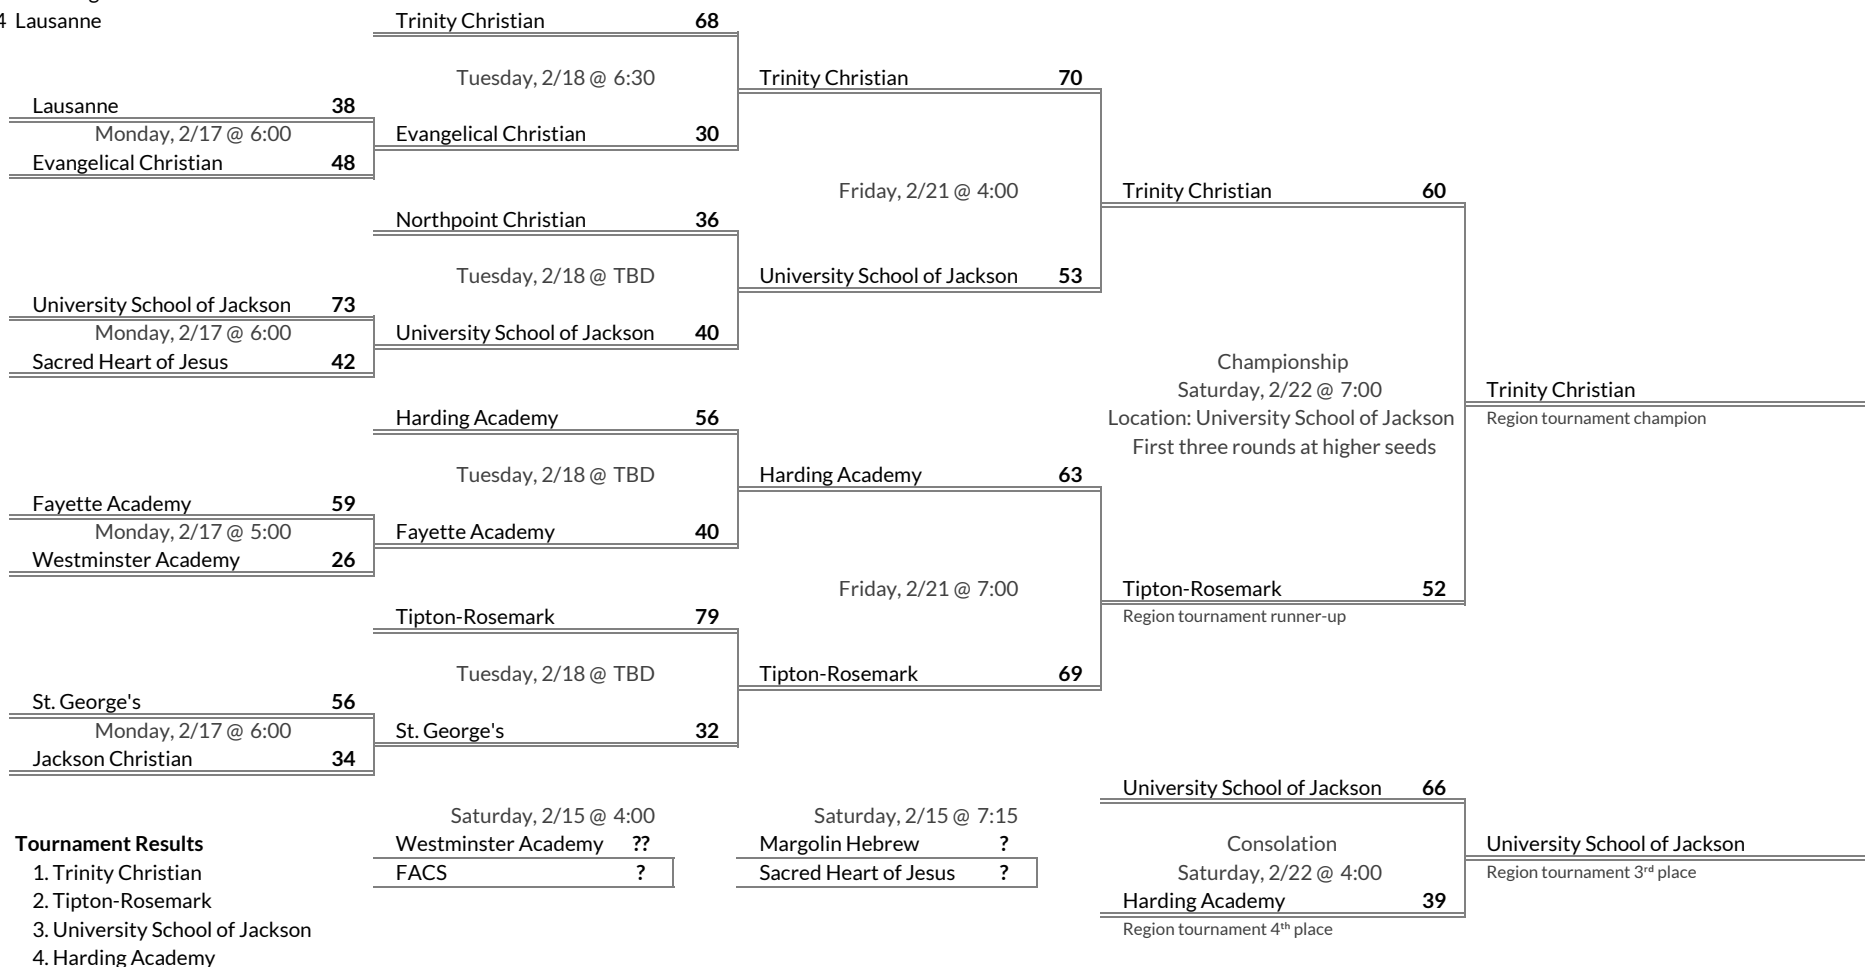 4 Lausanne
Trinity Christian 68
Tuesday, 2/18 @ 6:30
Trinity Christian 70
Lausanne 38
Monday, 2/17 @ 6:00
Evangelical Christian 30
Evangelical Christian 48
Friday, 2/21 @ 4:00
Trinity Christian 60
Northpoint Christian 36
Tuesday, 2/18 @ TBD
University School of Jackson 53
University School of Jackson 73
Monday, 2/17 @ 6:00
University School of Jackson 40
Sacred Heart of Jesus 42
Championship
Saturday, 2/22 @ 7:00
Location: University School of Jackson
First three rounds at higher seeds
Trinity Christian
Region tournament champion
Harding Academy 56
Tuesday, 2/18 @ TBD
Harding Academy 63
Fayette Academy 59
Monday, 2/17 @ 5:00
Fayette Academy 40
Westminster Academy 26
Friday, 2/21 @ 7:00
Tipton-Rosemark 52
Region tournament runner-up
Tipton-Rosemark 79
Tuesday, 2/18 @ TBD
Tipton-Rosemark 69
St. George's 56
Monday, 2/17 @ 6:00
St. George's 32
Jackson Christian 34
University School of Jackson 66
Consolation
Saturday, 2/22 @ 4:00
Harding Academy 39
Region tournament 4th place
University School of Jackson
Region tournament 3rd place
Saturday, 2/15 @ 4:00
Westminster Academy ??
FACS ?
Saturday, 2/15 @ 7:15
Margolin Hebrew ?
Sacred Heart of Jesus ?
Tournament Results
1. Trinity Christian
2. Tipton-Rosemark
3. University School of Jackson
4. Harding Academy